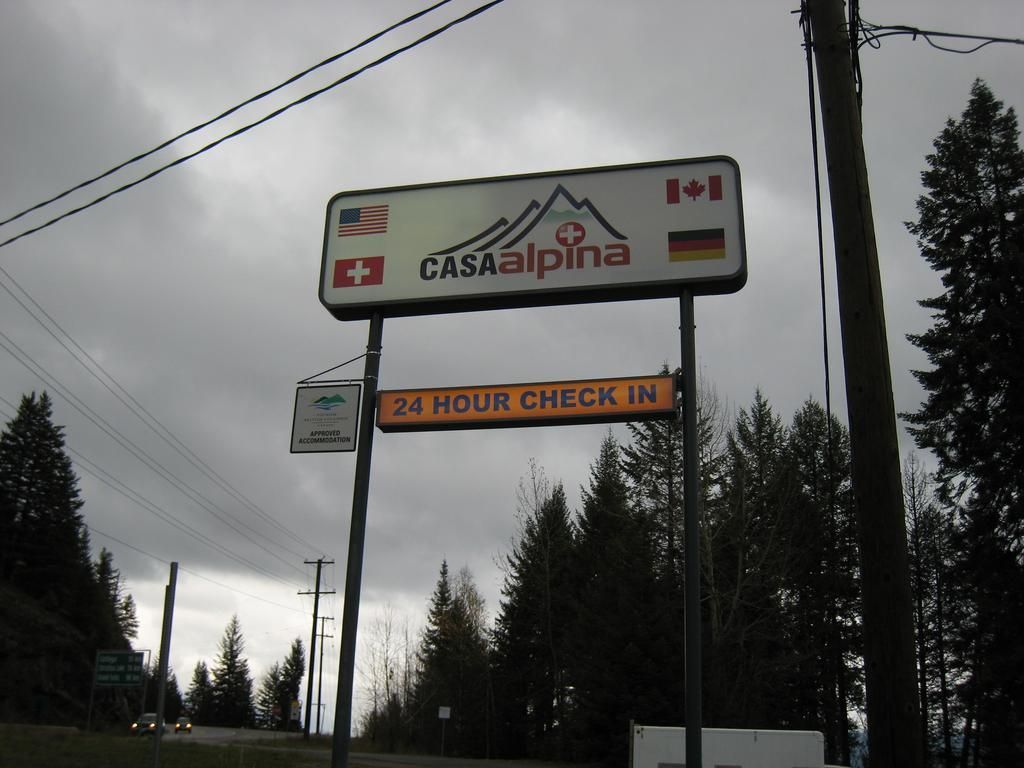 CASAalpina
24 HOUR CHECK IN
APPROVED
ACCOMMODATION